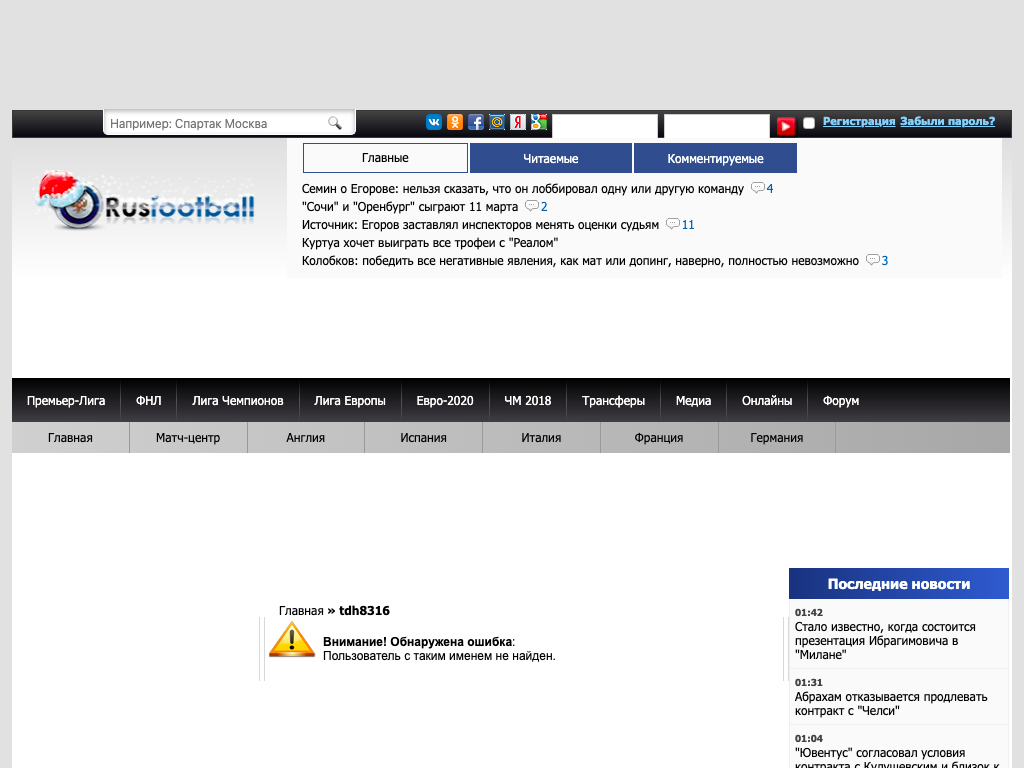 Например: Спартак Москва
Регистрация Забыли пароль?
Rusfootball
Главные Читаемые Комментируемые
Семин о Егорове: нельзя сказать, что он лоббировал одну или другую команду 4
"Сочи" и "Оренбург" сыграют 11 марта 2
Источник: Егоров заставлял инспекторов менять оценки судьям 11
Куртуа хочет выиграть все трофеи с "Реалом"
Колобков: победить все негативные явления, как мат или допинг, наверно, полностью невозможно 3
Премьер-Лига ФНЛ Лига Чемпионов Лига Европы Евро-2020 ЧМ 2018 Трансферы Медиа Онлайны Форум
Главная Матч-центр Англия Испания Италия Франция Германия
Главная » tdh8316
Внимание! Обнаружена ошибка:
Пользователь с таким именем не найден.
Последние новости
01:42
Стало известно, когда состоится
презентация Ибрагимовича в
"Милане"
01:31
Абрахам отказывается продлевать
контракт с "Челси"
01:04
"Ювентус" согласовал условия
контракта с Кулушевским и близок к